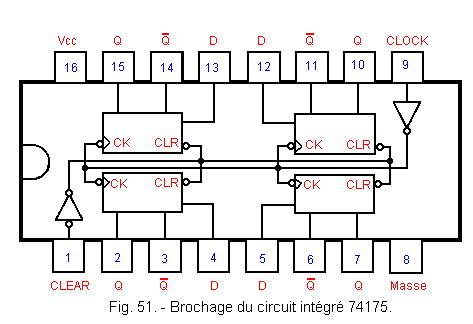 Vcc Q Q̅ D D Q̅ Q CLOCK
16 15 14 13 12 11 10 9
CK CLR CK CLR
CK CLR CK CLR
1 2 3 4 5 6 7 8
CLEAR Q Q̅ D D Q̅ Q Masse
Fig. 51. - Brochage du circuit intégré 74175.